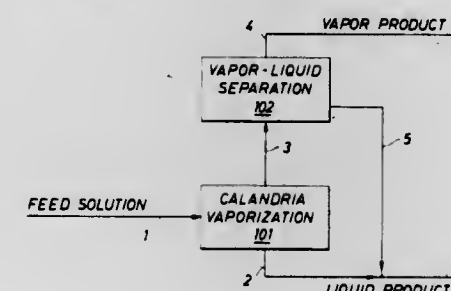 4
VAPOR PRODUCT
VAPOR-LIQUID
SEPARATION
102
5
3
FEED SOLUTION
1
CALANDRIA
VAPORIZATION
101
2
LIQUID PRODUCT